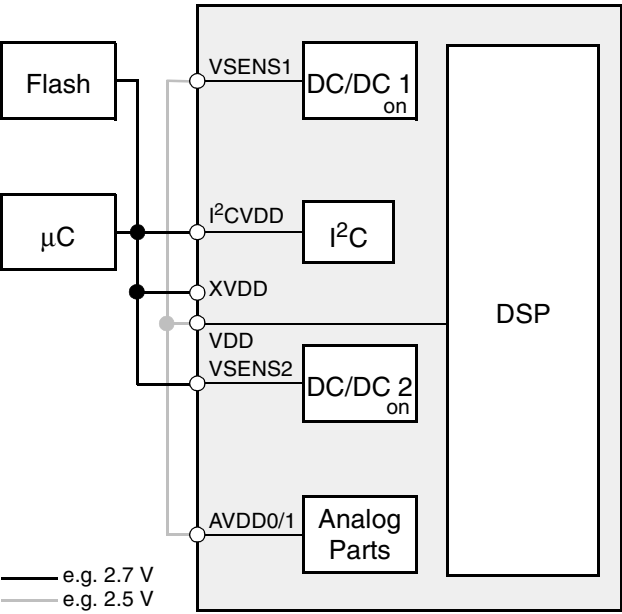 VSENS1
Flash
DC/DC 1
on
I²CVDD
μC
I²C
XVDD
DSP
VDD
VSENS2
DC/DC 2
on
AVDD0/1
Analog
Parts
e.g. 2.7 V
e.g. 2.5 V